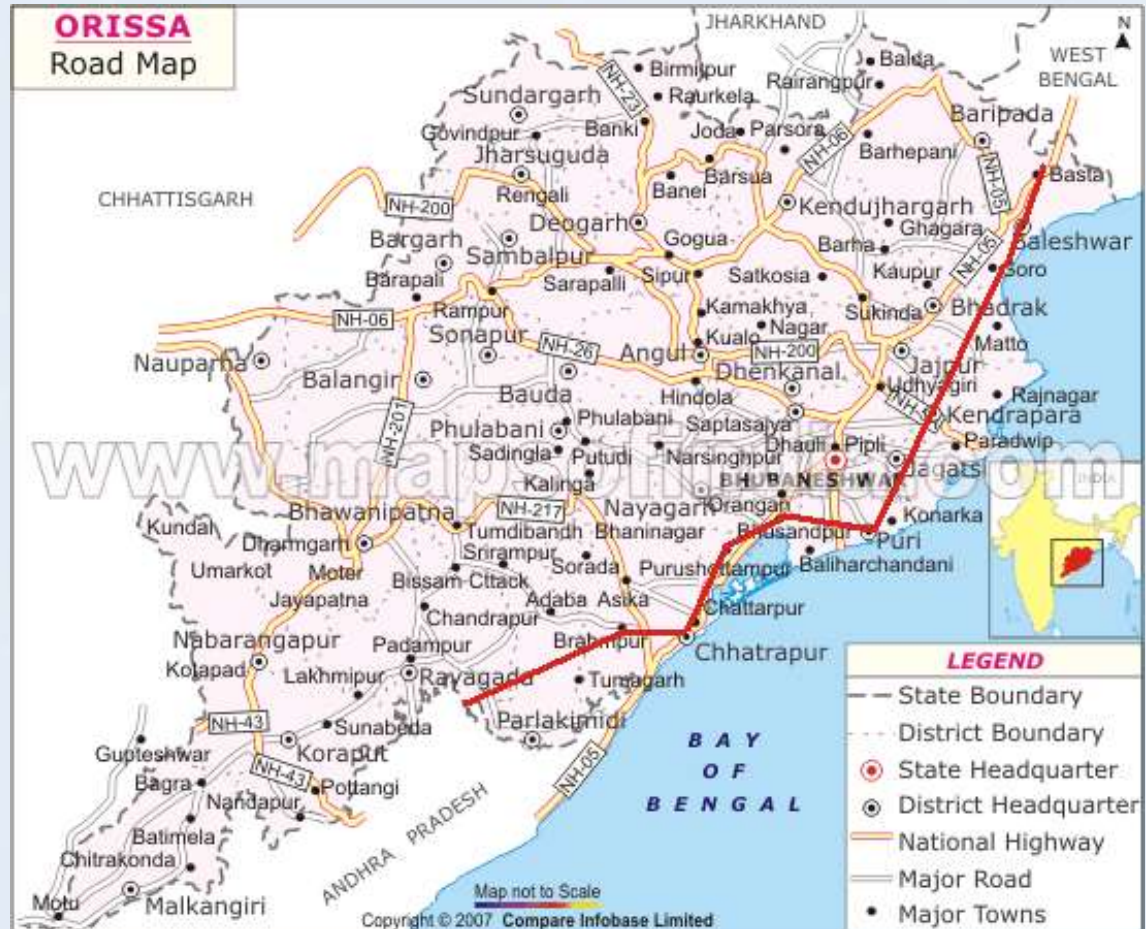 ORISSA
Road Map
JHARKHAND
N
WEST
BENGAL
CHHATTISGARH
NH-23
Birmitpur
Balda
Sundargarh
Raurkela
Rairangpur
Baripada
Govindpur
Banki
Joda
Parsora
NH-06
Barhepani
Jharsuguda
Banei
Barsua
NH-05
Basta
Rengali
NH-200
Deogarh
Kendujhargarh
Ghagara
Baleshwar
Bargarh
Sambalpur
Gogua
Barha
NH-05
Barapali
Sarapalli
Sipur
Satkosia
Kaupur
Soro
Rampur
Kamakhya
Sukinda
Bhadrak
NH-06
Sonapur
Kualo
Nagar
Matto
Nauparha
NH-26
Angul
NH-200
Jajpur
Balangir
Bauda
Dhenkanal
Udhyagiri
Rajnagar
Hindola
NH-201
Phulabani
Saptasajya
Kendrapara
Phulabani
Dhauli
Pipli
Paradwip
Sadingla
Putudi
Narsinghpur
Kalinga
BHUBANESHWAR
INDIA
Bhawanipatna
NH-217
Nayagarh
Konarka
Kundal
Tumdibandh
Bhaninagar
Bhusandpur
Puri
Dharmgarh
Srirampur
Umarkot
Moter
Sorada
Purushottampur
Baliharchandani
Bissam-Cttack
Jayapatna
Adaba
Asika
Chattarpur
Chandrapur
Nabarangapur
Padampur
Brahmpur
Chhatrapur
Kotapad
Lakhmipur
Rayagada
Tumagarh
NH-43
Sunabeda
Parlakimidi
Gupteshwar
Koraput
NH-05
Bagra
NH-43
Pottangi
Nandapur
Batimela
Chitrakonda
Motu
Malkangiri
ANDHRA PRADESH
BAY
OF
BENGAL
LEGEND
State Boundary
District Boundary
State Headquarter
District Headquarter
National Highway
Major Road
Major Towns
Map not to Scale
Copyright © 2007 Compare Infobase Limited